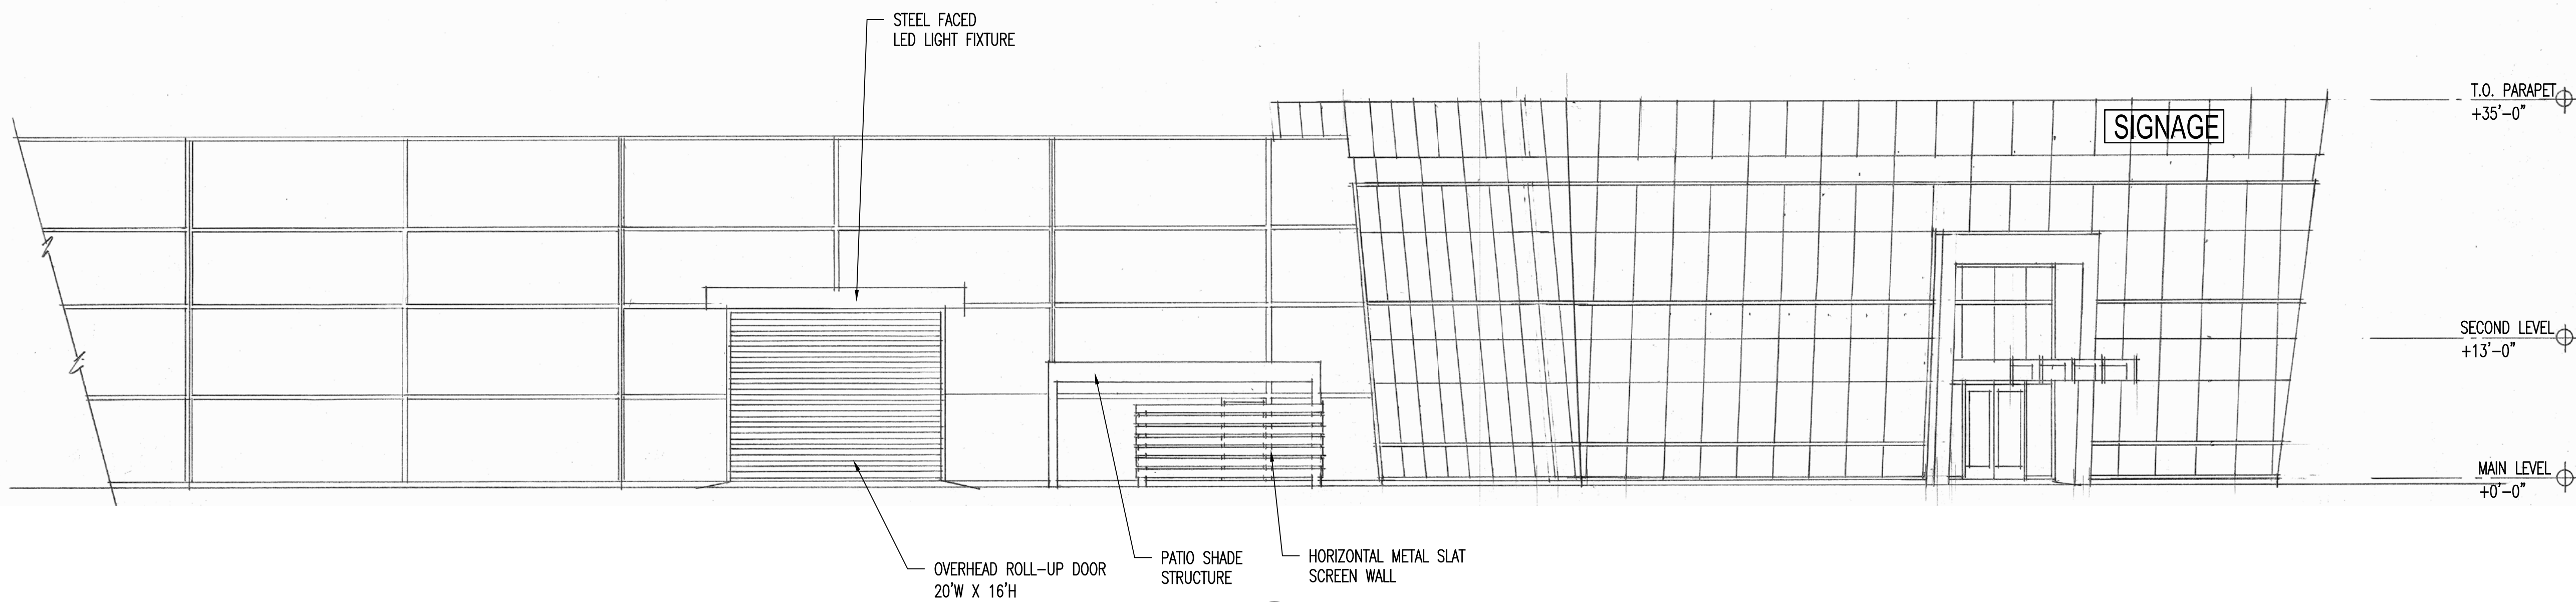 STEEL FACED
LED LIGHT FIXTURE
T.O. PARAPET
+35'-0"
SIGNAGE
SECOND LEVEL
+13'-0"
MAIN LEVEL
+0'-0"
OVERHEAD ROLL-UP DOOR
20'W X 16'H
PATIO SHADE
STRUCTURE
HORIZONTAL METAL SLAT
SCREEN WALL